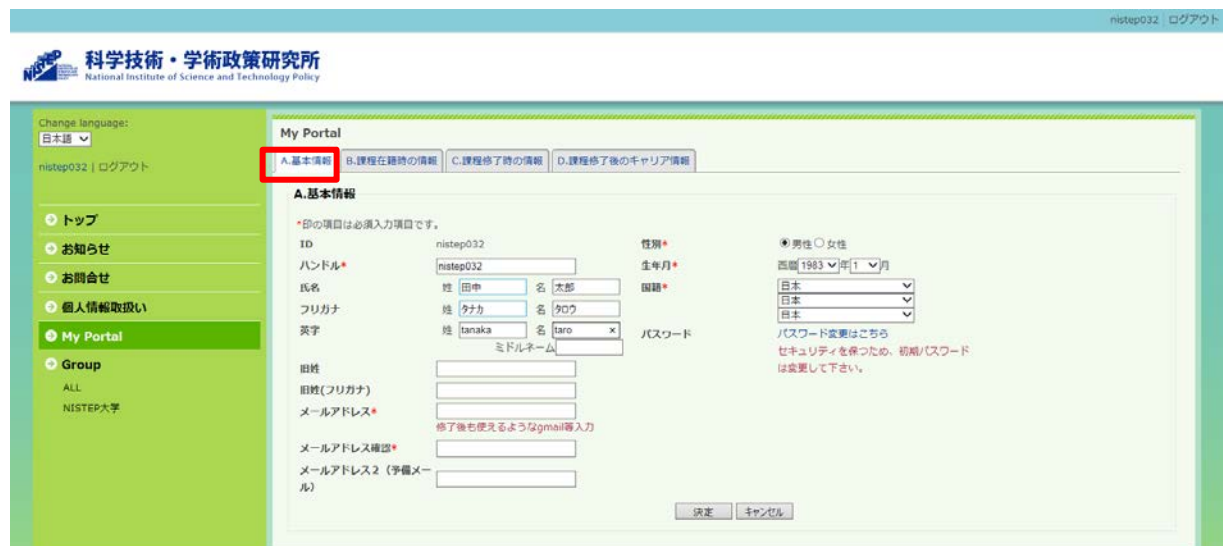 nistep032 ログアウト
NISTEP
科学技術・学術政策研究所
National Institute of Science and Technology Policy
Change language:
日本語
nistep032 | ログアウト
トップ
お知らせ
お問合せ
個人情報取扱い
My Portal
Group
ALL
NISTEP大学
My Portal
A.基本情報 B.課程在籍時の情報 C.課程修了時の情報 D.課程修了後のキャリア情報
A.基本情報
*印の項目は必須入力項目です。
ID nistep032 性別* 男性 女性
ハンドル* nistep032 生年月* 西暦 1983 年 1 月
氏名 姓 田中 名 太郎 国籍* 日本
日本
フリガナ 姓 タナカ 名 タロウ 日本
英字 姓 tanaka 名 taro × パスワード パスワード変更はこちら
ミドルネーム セキュリティを保つため、初期パスワード
は変更して下さい。
旧姓
旧姓(フリガナ)
メールアドレス*
修了後も使えるようなgmail等入力
メールアドレス確認*
メールアドレス2（予備メー
ル）
決定 キャンセル